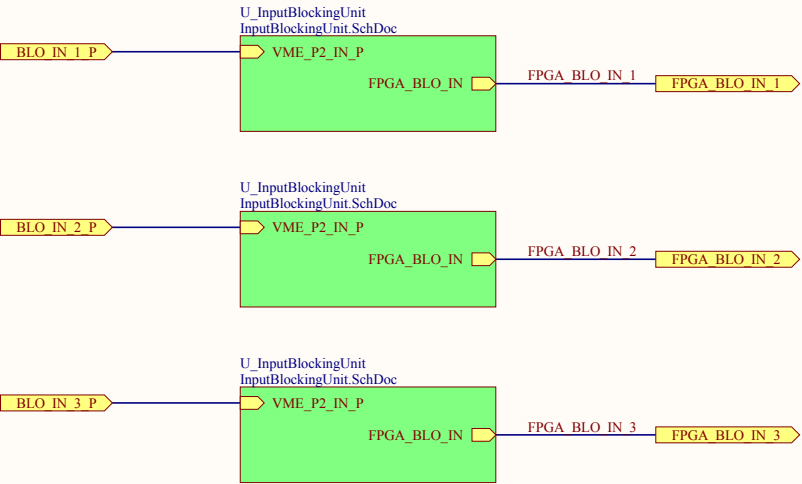 U_InputBlockingUnit
InputBlockingUnit.SchDoc
BLO_IN_1_P
VME_P2_IN_P
FPGA_BLO_IN
FPGA_BLO_IN_1
FPGA_BLO_IN_1
U_InputBlockingUnit
InputBlockingUnit.SchDoc
BLO_IN_2_P
VME_P2_IN_P
FPGA_BLO_IN
FPGA_BLO_IN_2
FPGA_BLO_IN_2
U_InputBlockingUnit
InputBlockingUnit.SchDoc
BLO_IN_3_P
VME_P2_IN_P
FPGA_BLO_IN
FPGA_BLO_IN_3
FPGA_BLO_IN_3